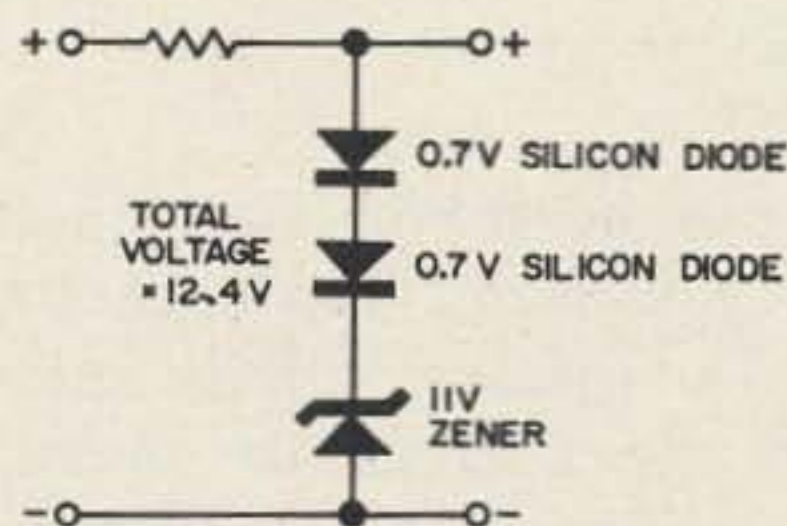 + +
0.7V SILICON DIODE
TOTAL
VOLTAGE
= 12.4V
0.7V SILICON DIODE
11V
ZENER
- -